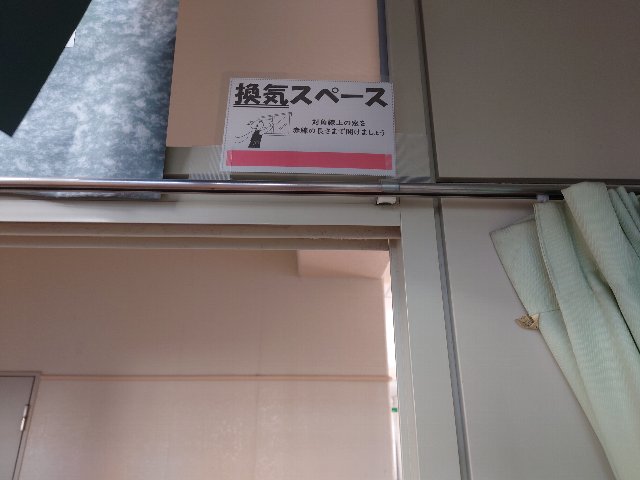 換気スペース
対角線上の窓を
赤線の長さまで開けましょう